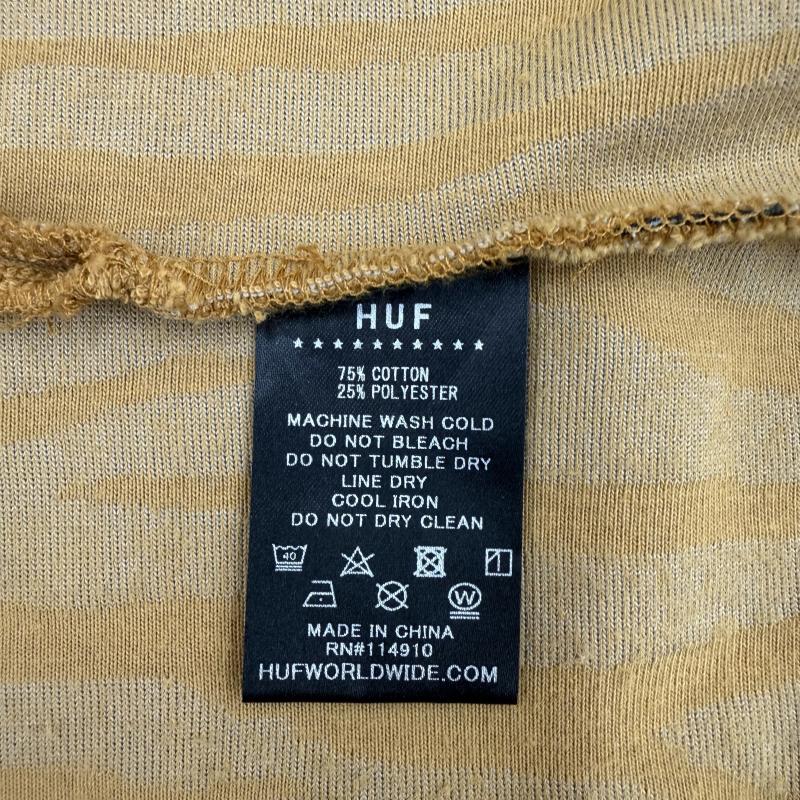 HUF
75% COTTON
25% POLYESTER
MACHINE WASH COLD
DO NOT BLEACH
DO NOT TUMBLE DRY
LINE DRY
COOL IRON
DO NOT DRY CLEAN
40
W
MADE IN CHINA
RN#114910
HUFWORLDWIDE.COM